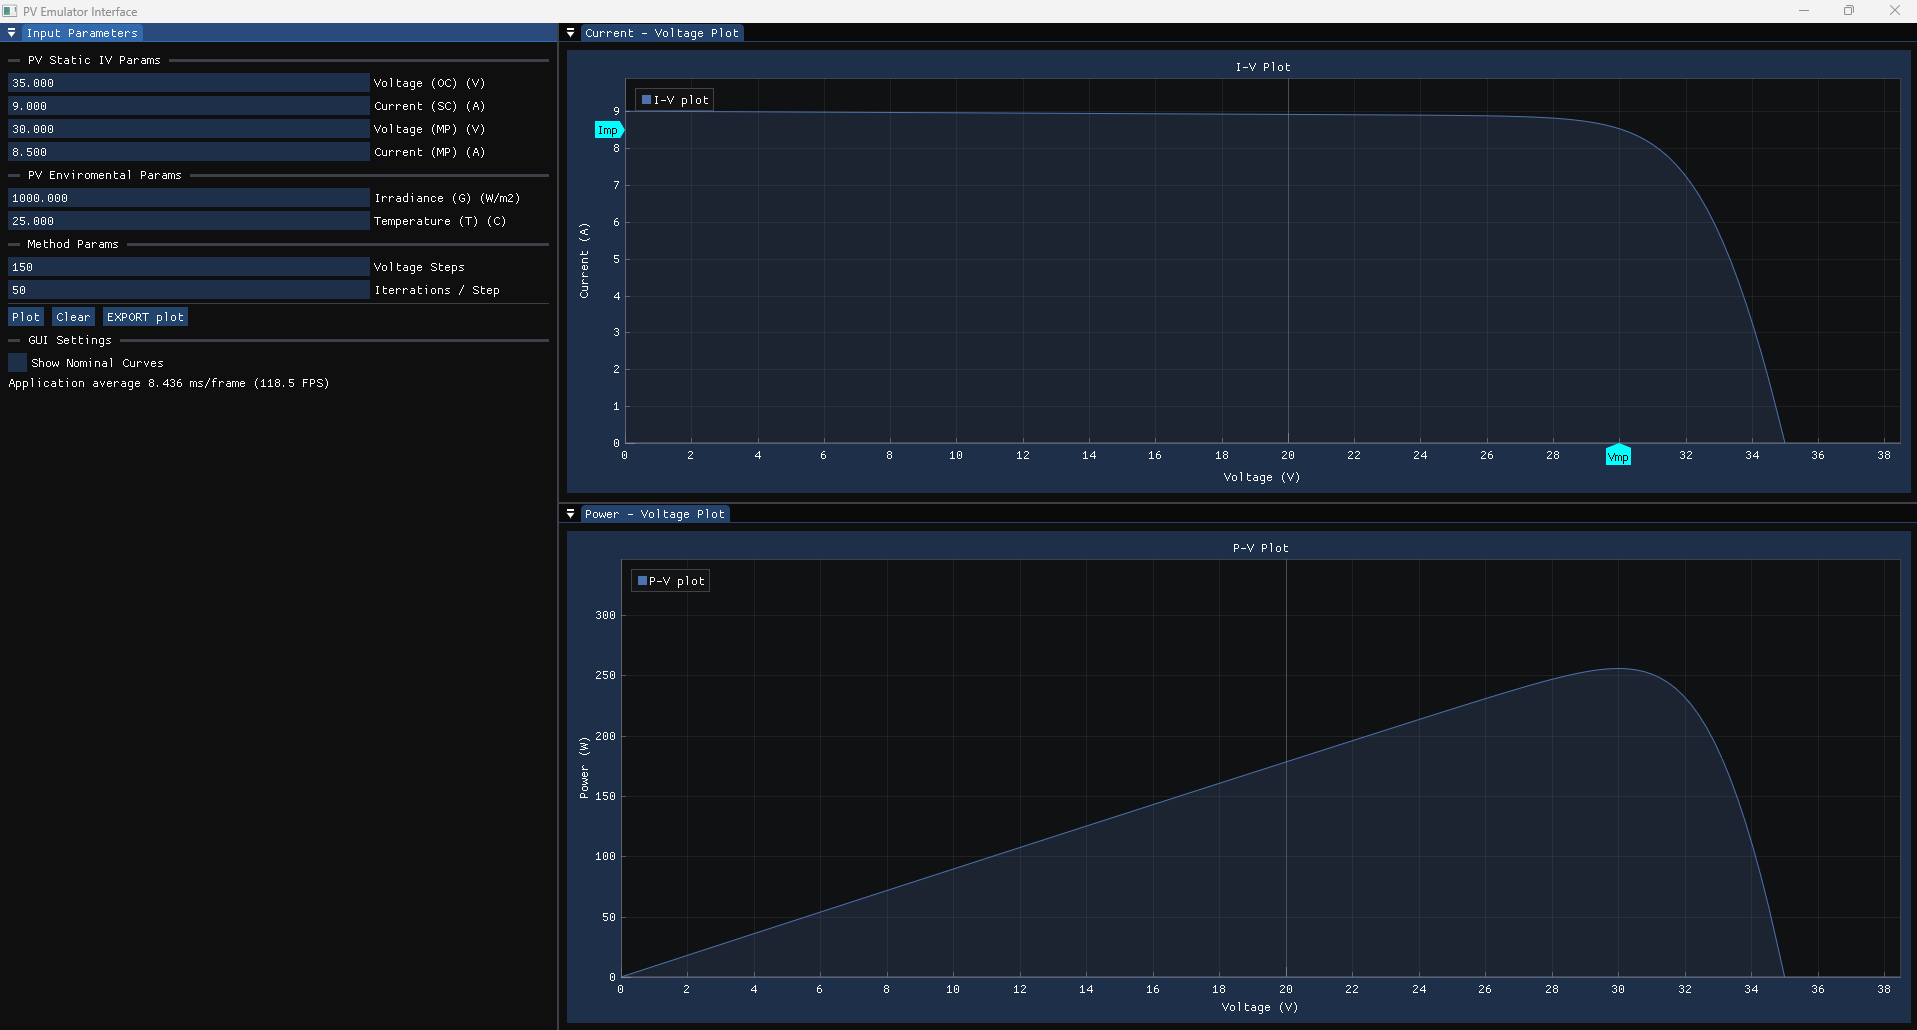 PV Emulator Interface
Input Parameters
PV Static IV Params
35.000 Voltage (OC) (V)
9.000 Current (SC) (A)
30.000 Voltage (MP) (V)
8.500 Current (MP) (A)
PV Enviromental Params
1000.000 Irradiance (G) (W/m2)
25.000 Temperature (T) (C)
Method Params
150 Voltage Steps
50 Iterrations / Step
Plot Clear EXPORT plot
GUI Settings
Show Nominal Curves
Application average 8.436 ms/frame (118.5 FPS)
Current - Voltage Plot
I-V Plot
I-V plot
9
Imp
8
7
6
5
4
3
2
1
0
Current (A)
0 2 4 6 8 10 12 14 16 18 20 22 24 26 28 Vmp 32 34 36 38
Voltage (V)
Power - Voltage Plot
P-V Plot
P-V plot
300
250
200
150
100
50
0
Power (W)
0 2 4 6 8 10 12 14 16 18 20 22 24 26 28 30 32 34 36 38
Voltage (V)